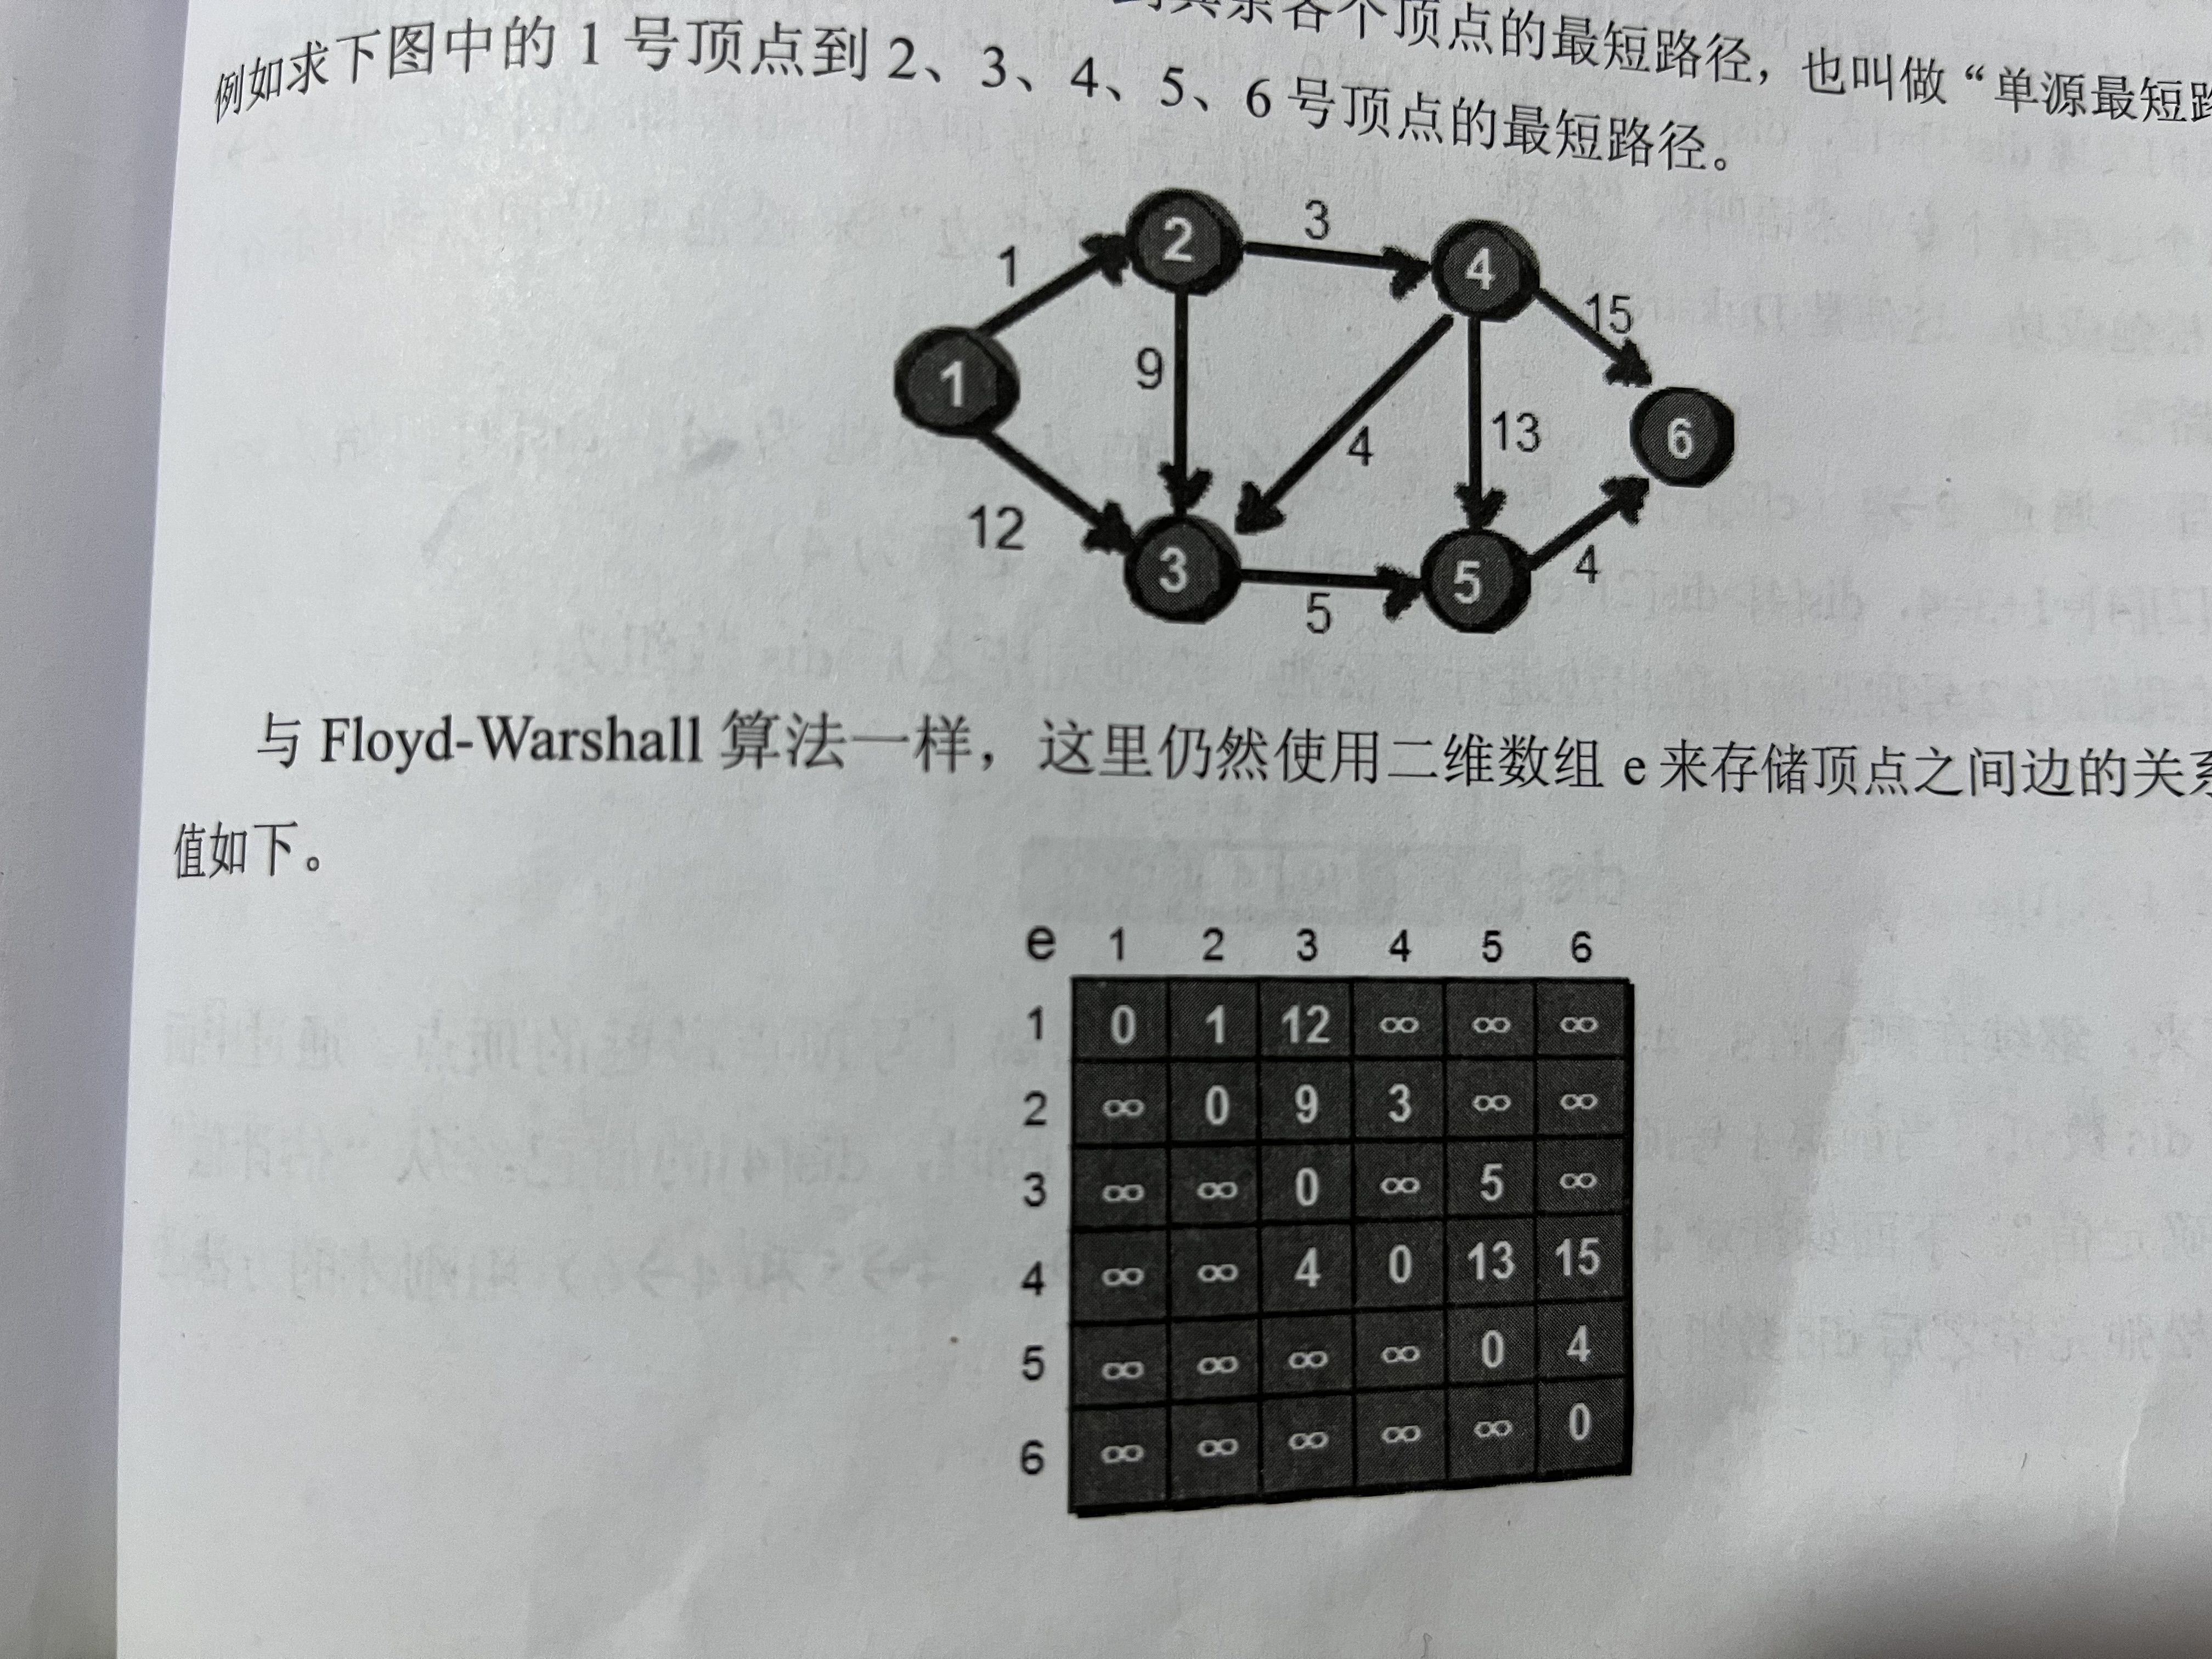 到其余各个顶点的最短路径，也叫做“单源最短路
例如求下图中的 1 号顶点到 2、3、4、5、6 号顶点的最短路径。
1
2
3
4
15
1
9
4
13
6
12
3
5
5
4
与 Floyd-Warshall 算法一样，这里仍然使用二维数组 e 来存储顶点之间边的关系
值如下。
e 1 2 3 4 5 6
1 0 1 12 ∞ ∞ ∞
2 ∞ 0 9 3 ∞ ∞
3 ∞ ∞ 0 ∞ 5 ∞
4 ∞ ∞ 4 0 13 15
5 ∞ ∞ ∞ ∞ 0 4
6 ∞ ∞ ∞ ∞ ∞ 0